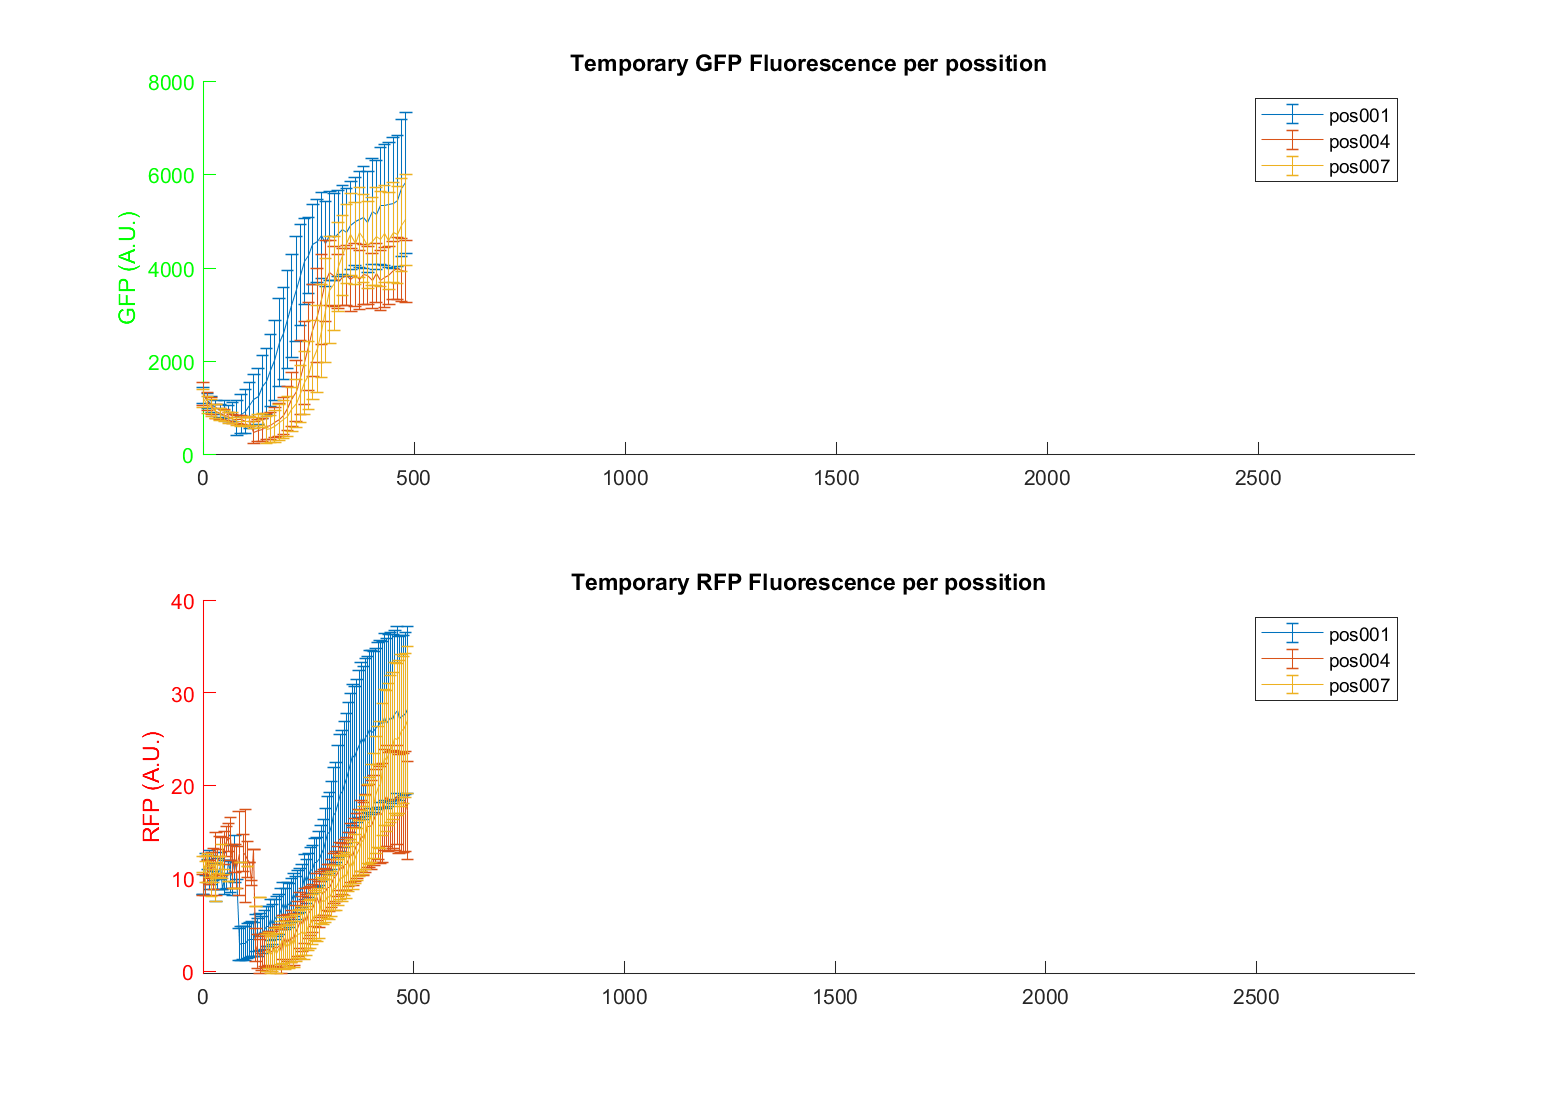 Temporary GFP Fluorescence per possition
8000
6000
4000
2000
0
GFP (A.U.)
pos001
pos004
pos007
0 500 1000 1500 2000 2500
Temporary RFP Fluorescence per possition
40
30
20
10
0
RFP (A.U.)
pos001
pos004
pos007
0 500 1000 1500 2000 2500